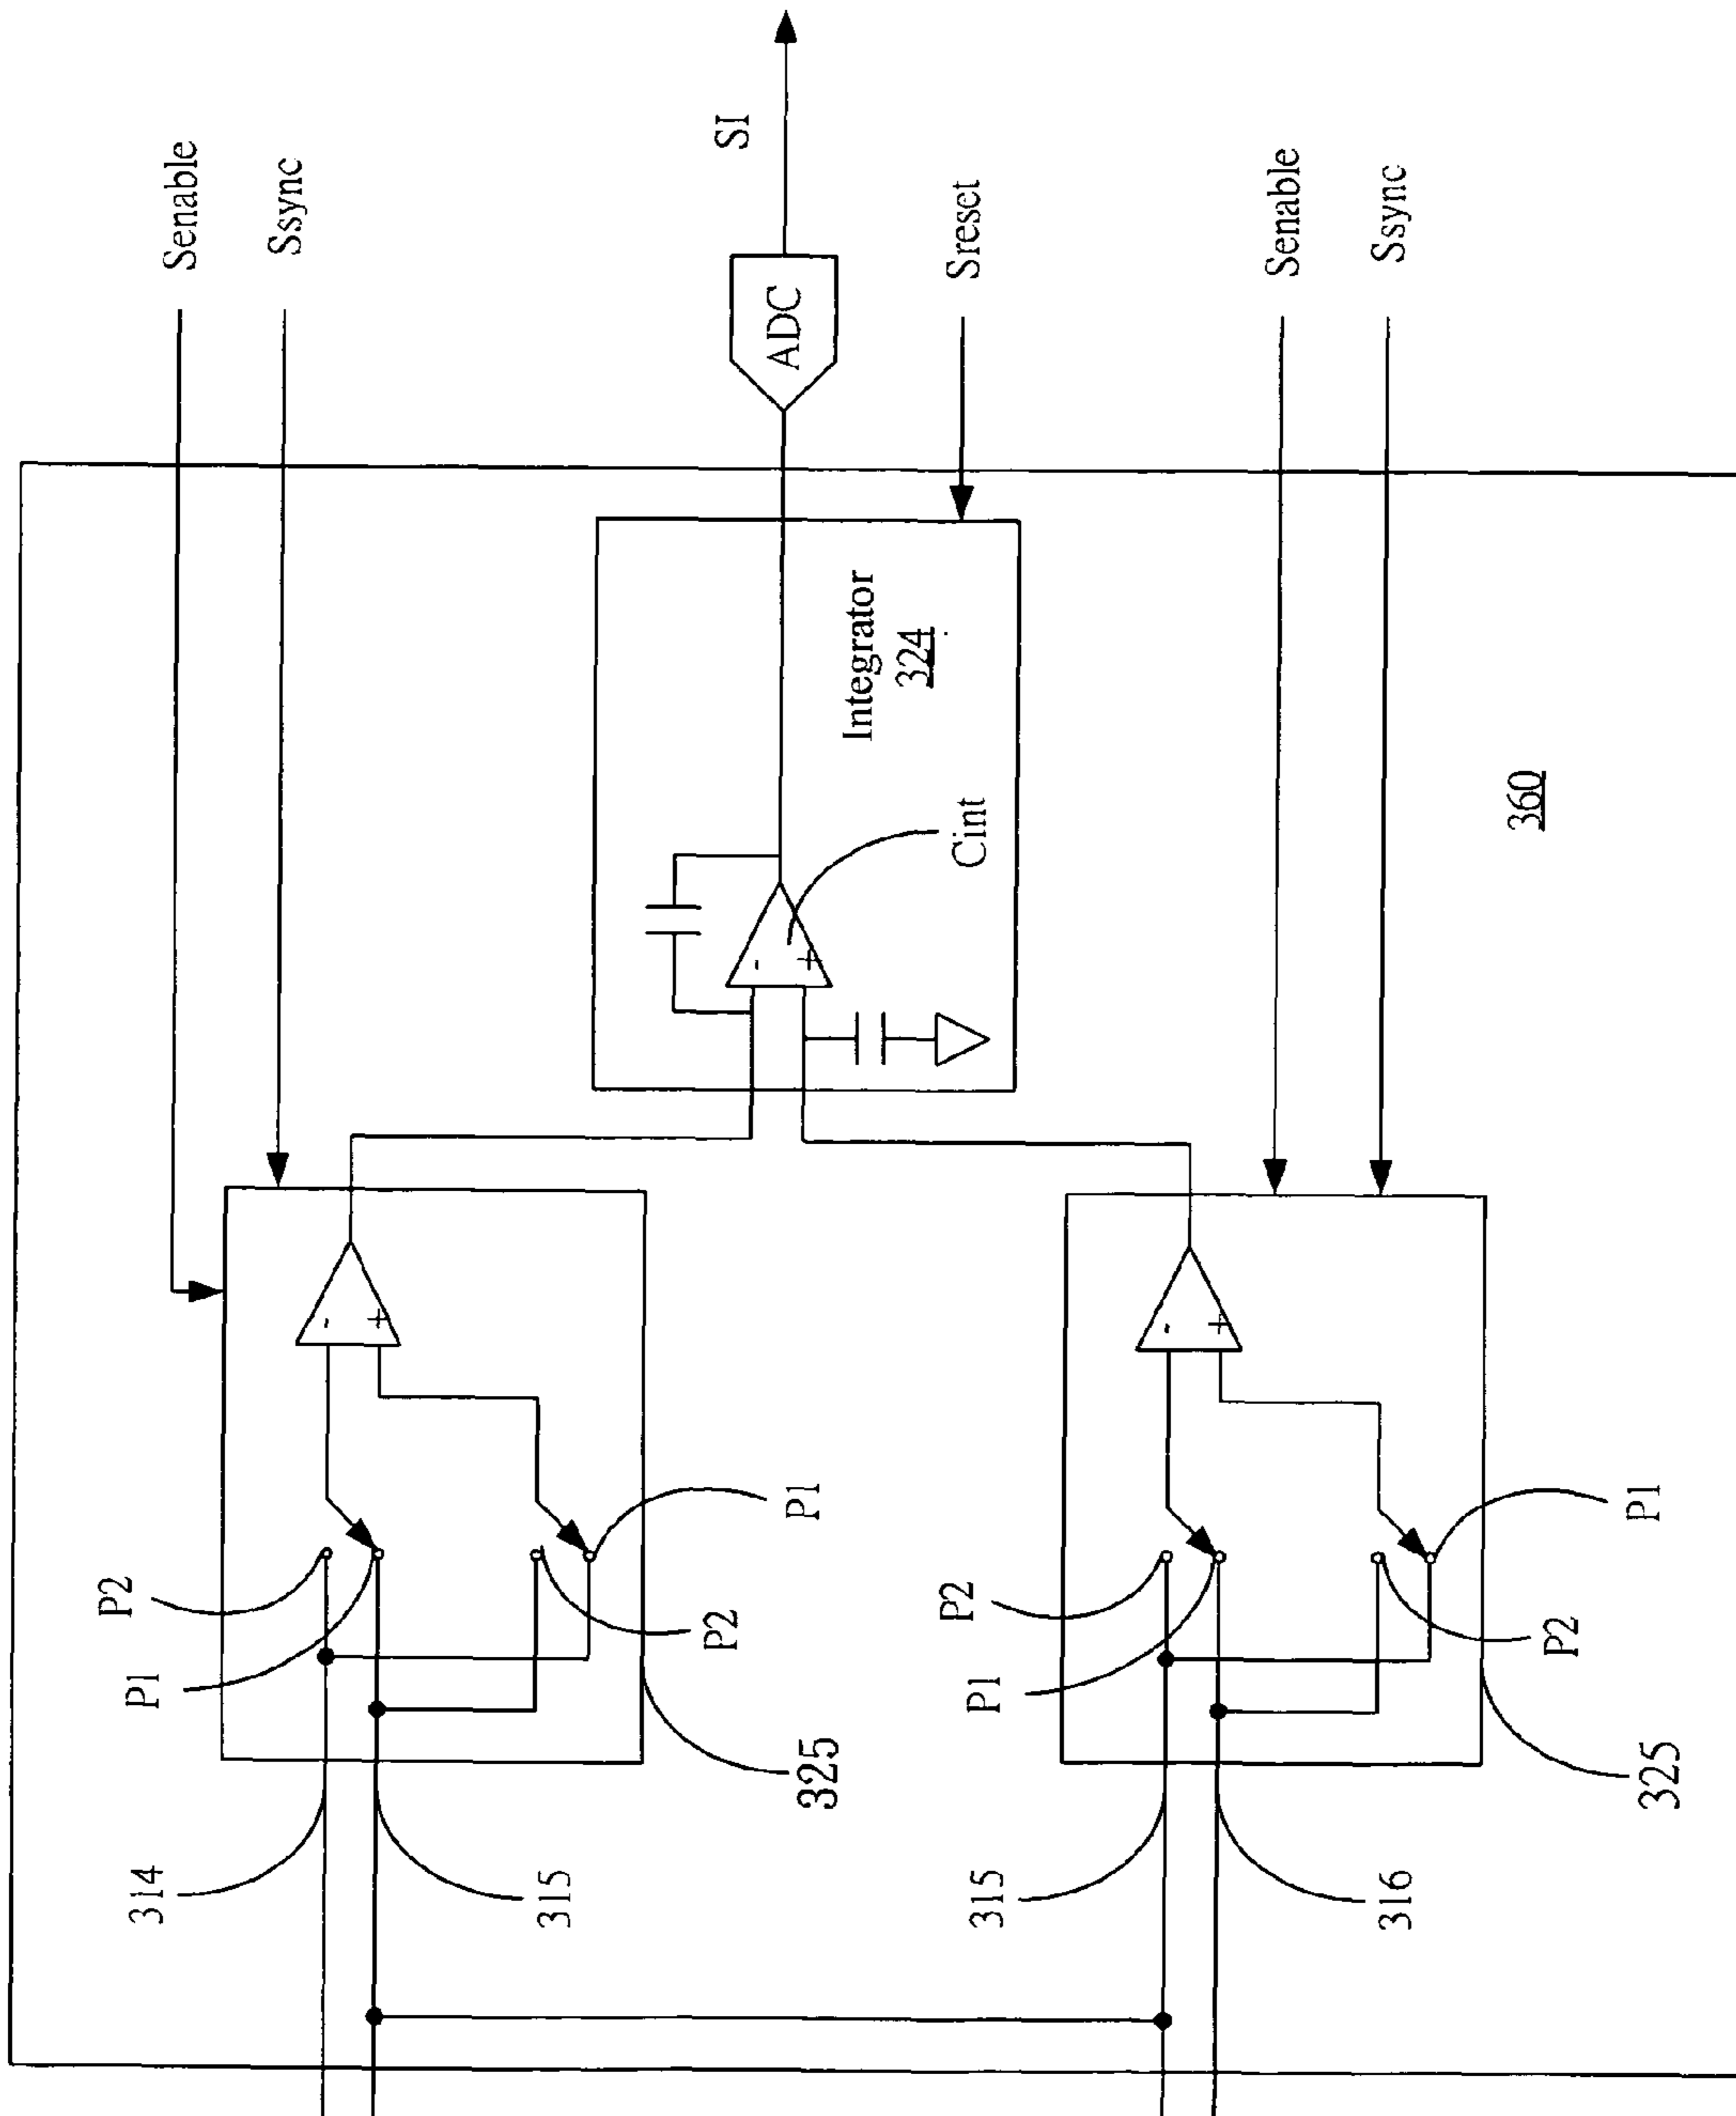 Senable
Ssync
SI
ADC
Sreset
Senable
Ssync
Integrator
324
Cint
360
-
+
-
+
-
+
P2
P1
P2
P1
325
314
315
P2
P1
P2
P1
325
315
316